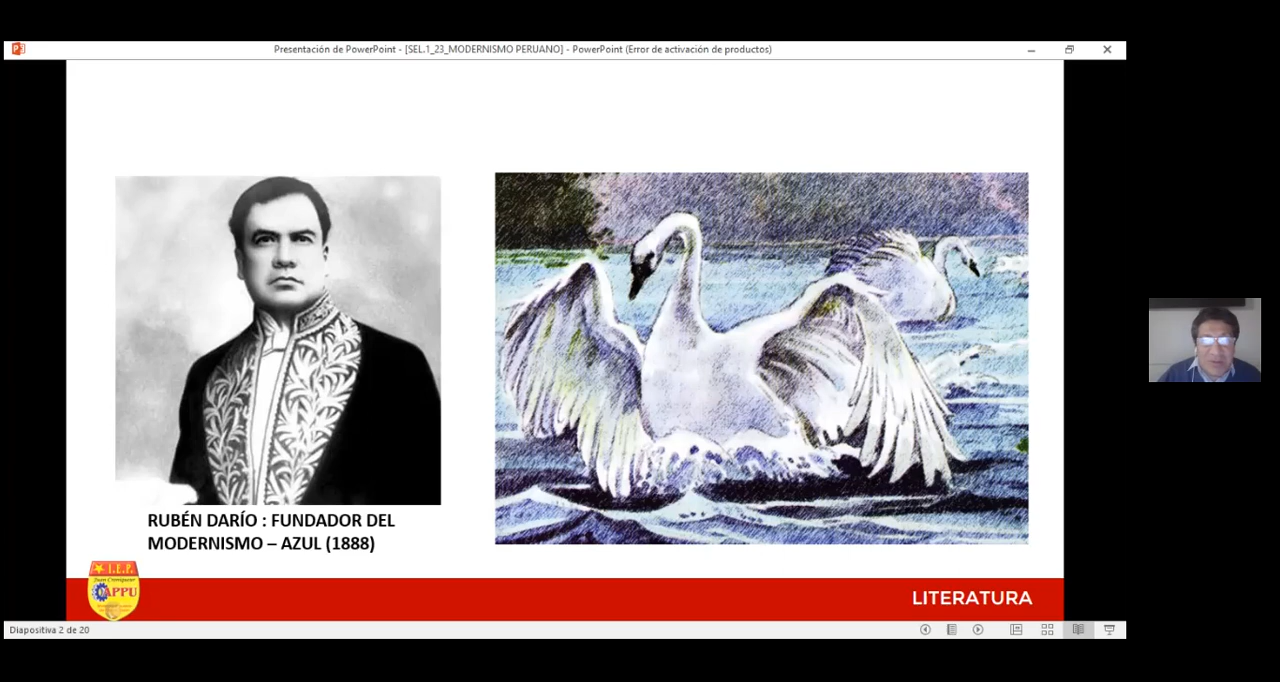 Presentación de PowerPoint - [SEL.1_23_MODERNISMO PERUANO] - PowerPoint (Error de activación de productos)
RUBÉN DARÍO : FUNDADOR DEL
MODERNISMO – AZUL (1888)
I.E.P.
APPU
LITERATURA
Diapositiva 2 de 20